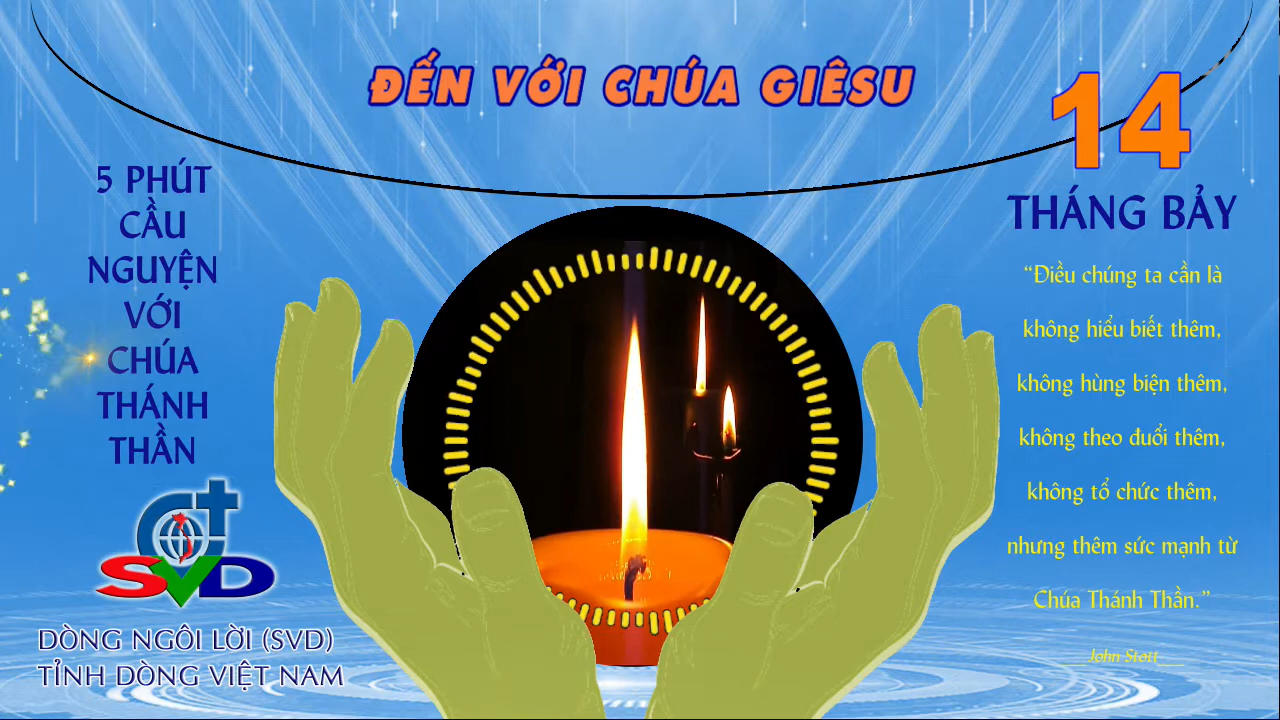 ĐẾN VỚI CHÚA GIÊSU
5 PHÚT
CẦU
NGUYỆN
VỚI
CHÚA
THÁNH
THẦN
SVD
DÒNG NGÔI LỜI (SVD)
TỈNH DÒNG VIỆT NAM
14
THÁNG BẢY
“Điều chúng ta cần là
không hiểu biết thêm,
không hùng biện thêm,
không theo đuổi thêm,
không tổ chức thêm,
nhưng thêm sức mạnh từ
Chúa Thánh Thần.”
___John Stott___